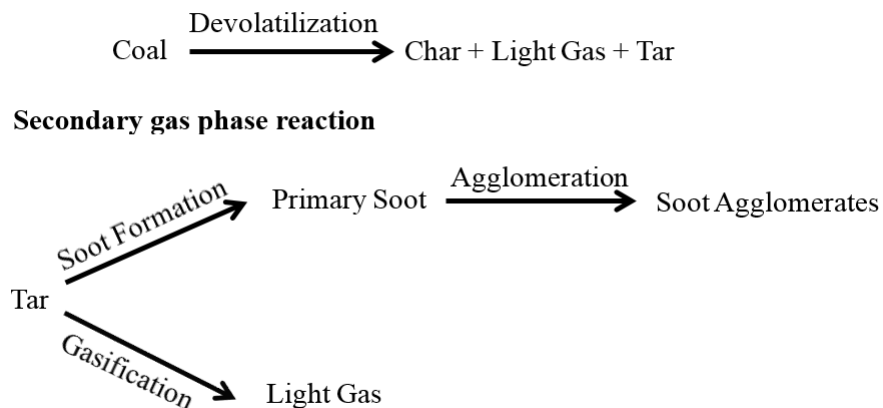 Devolatilization
Coal Char + Light Gas + Tar
Secondary gas phase reaction
Soot Formation
Primary Soot
Agglomeration
Soot Agglomerates
Tar
Gasification
Light Gas